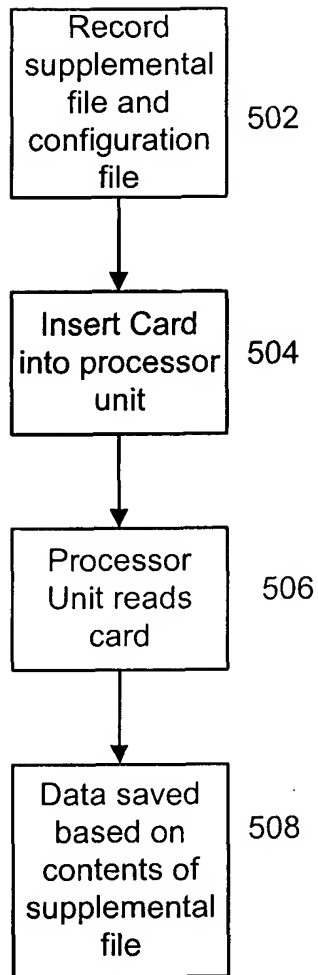 Record
supplemental
file and
configuration
file
502
Insert Card
into processor
unit
504
Processor
Unit reads
card
506
Data saved
based on
contents of
supplemental
file
508